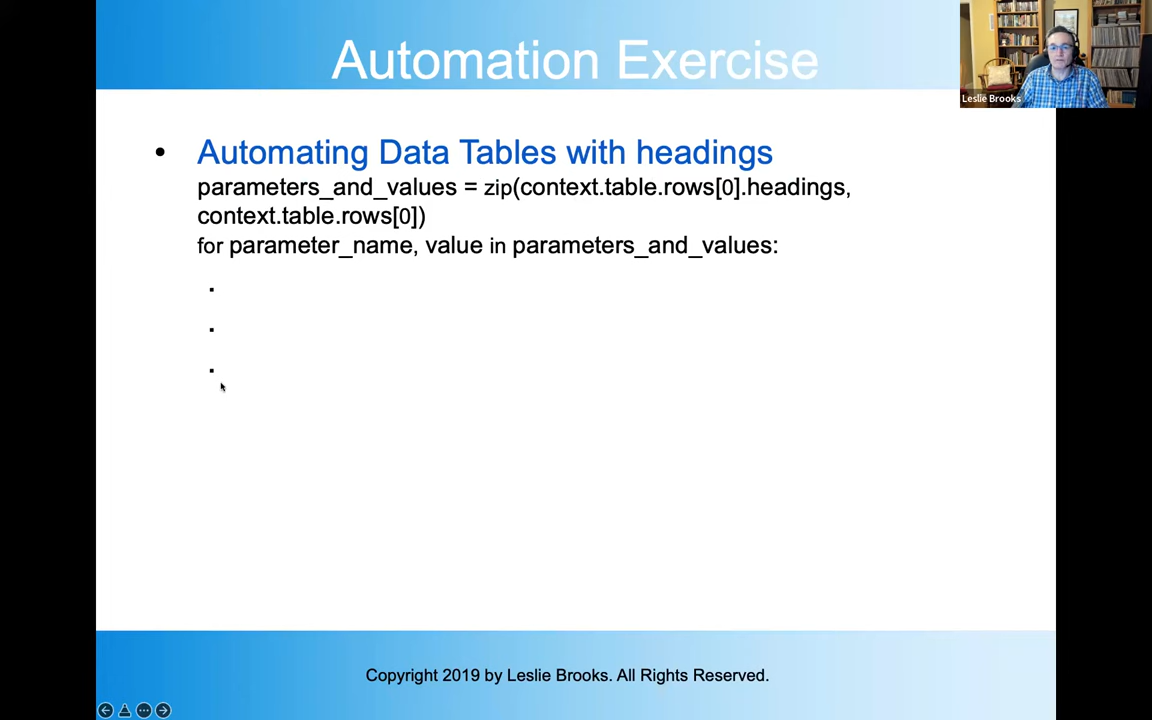 Automation Exercise
Leslie Brooks
• Automating Data Tables with headings
parameters_and_values = zip(context.table.rows[0].headings,
context.table.rows[0])
for parameter_name, value in parameters_and_values:
.
.
.
Copyright 2019 by Leslie Brooks. All Rights Reserved.